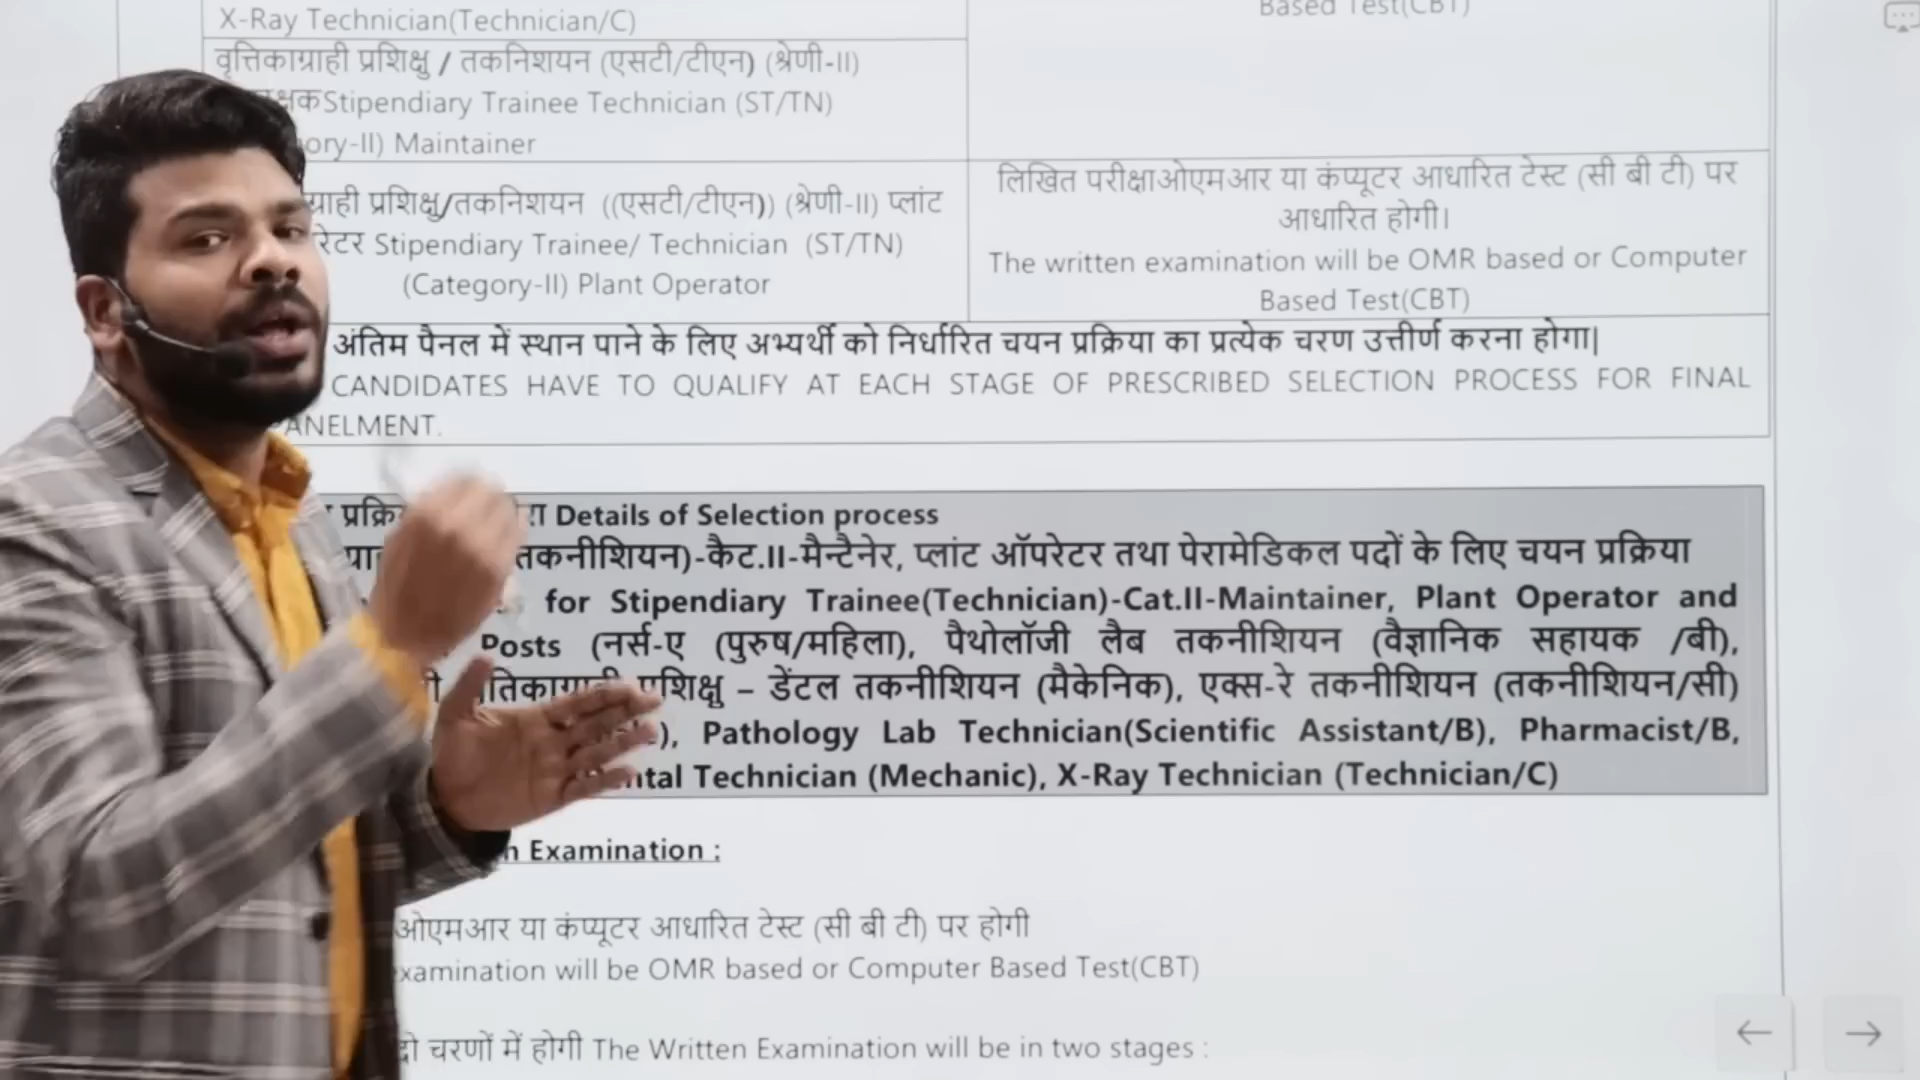 X-Ray Technician(Technician/C)
Based Test(CBT)
वृत्तिकाग्राही प्रशिक्षु / तकनिशयन (एसटी/टीएन) (श्रेणी-II)
Stipendiary Trainee Technician (ST/TN)
Maintainer
प्रशिक्षु/तकनिशयन ((एसटी/टीएन)) (श्रेणी-II) प्लांट
Stipendiary Trainee/ Technician (ST/TN)
(Category-II) Plant Operator
लिखित परीक्षाओएमआर या कंप्यूटर आधारित टेस्ट (सी बी टी) पर
आधारित होगी।
The written examination will be OMR based or Computer
Based Test(CBT)
अंतिम पैनल में स्थान पाने के लिए अभ्यर्थी को निर्धारित चयन प्रक्रिया का प्रत्येक चरण उत्तीर्ण करना होगा|
CANDIDATES HAVE TO QUALIFY AT EACH STAGE OF PRESCRIBED SELECTION PROCESS FOR FINAL
Details of Selection process
तकनीशियन)-कैट.II-मैन्टैनेर, प्लांट ऑपरेटर तथा पेरामेडिकल पदों के लिए चयन प्रक्रिया
for Stipendiary Trainee(Technician)-Cat.II-Maintainer, Plant Operator and
Posts (नर्स-ए (पुरुष/महिला), पैथोलॉजी लैब तकनीशियन (वैज्ञानिक सहायक /बी),
प्रशिक्षु – डेंटल तकनीशियन (मैकेनिक), एक्स-रे तकनीशियन (तकनीशियन/सी)
Pathology Lab Technician(Scientific Assistant/B), Pharmacist/B,
Technician (Mechanic), X-Ray Technician (Technician/C)
Examination :
ओएमआर या कंप्यूटर आधारित टेस्ट (सी बी टी) पर होगी
examination will be OMR based or Computer Based Test(CBT)
दो चरणों में होगी The Written Examination will be in two stages :